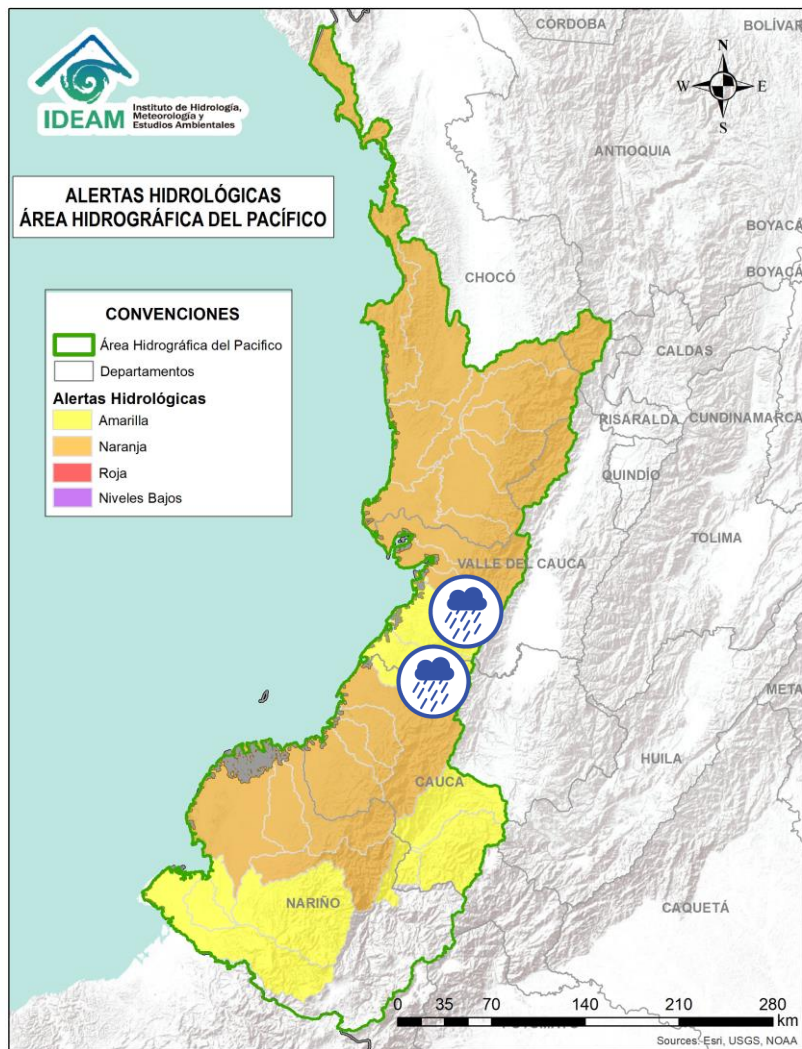 CÓRDOBA
BOLÍVAR
IDEAM
Instituto de Hidrología,
Meteorología y
Estudios Ambientales
N
W E
S
ANTIOQUIA
ALERTAS HIDROLÓGICAS
ÁREA HIDROGRÁFICA DEL PACÍFICO
BOYACÁ
BOYACÁ
CHOCÓ
CONVENCIONES
Área Hidrográfica del Pacifico
Departamentos
Alertas Hidrológicas
Amarilla
Naranja
Roja
Niveles Bajos
CALDAS
RISARALDA
CUNDINAMARCA
QUINDÍO
TOLIMA
VALLE DEL CAUCA
META
HUILA
CAUCA
NARIÑO
CAQUETÁ
0 35 70 140 210 280
km
Sources: Esri, USGS, NOAA